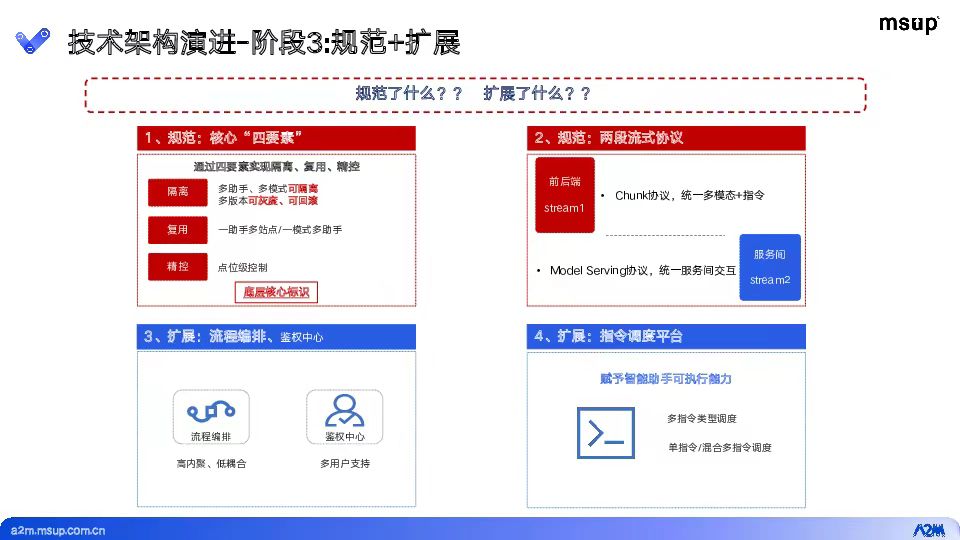 技术架构演进-阶段3:规范+扩展
msup
规范了什么？？ 扩展了什么？？
1、规范：核心“四要素”
通过四要素实现隔离、复用、精控
隔离
多助手、多模式可隔离
多版本可灰度、可回滚
复用
一助手多站点/一模式多助手
精控
点位级控制
底层核心标识
2、规范：两段流式协议
前后端
stream1
• Chunk协议，统一多模态+指令
• Model Serving协议，统一服务间交互
服务间
stream2
3、扩展：流程编排、鉴权中心
流程编排
高内聚、低耦合
鉴权中心
多用户支持
4、扩展：指令调度平台
赋予智能助手可执行能力
多指令类型调度
单指令/混合多指令调度
a2m.msup.com.cn
A2M